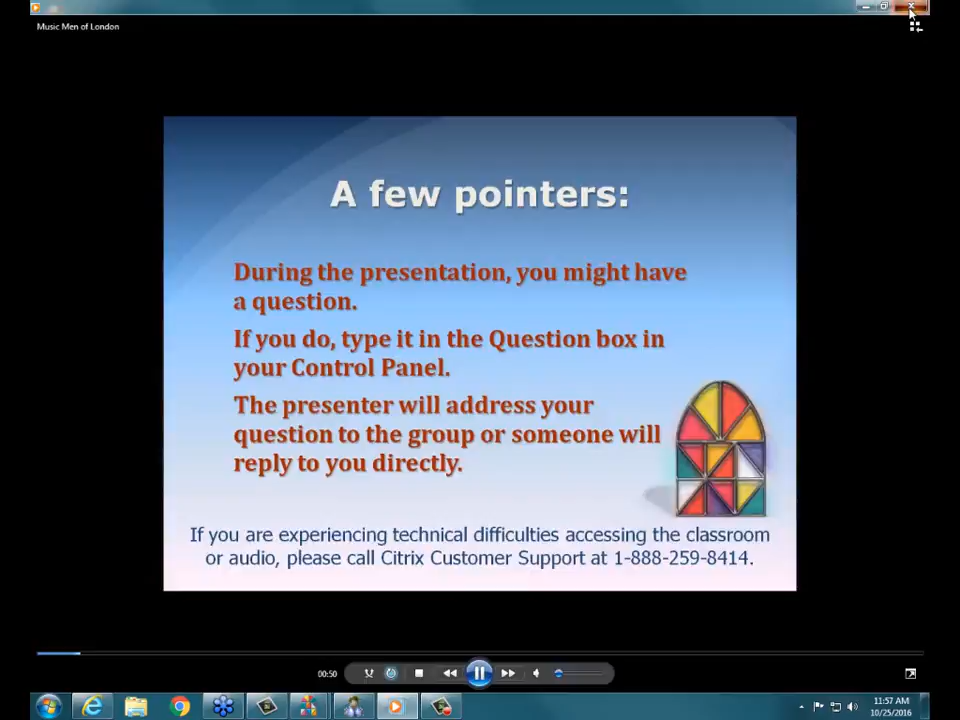 Music Men of London
A few pointers:
During the presentation, you might have
a question.
If you do, type it in the Question box in
your Control Panel.
The presenter will address your
question to the group or someone will
reply to you directly.
If you are experiencing technical difficulties accessing the classroom
or audio, please call Citrix Customer Support at 1-888-259-8414.
00:50
11:57 AM
10/25/2016